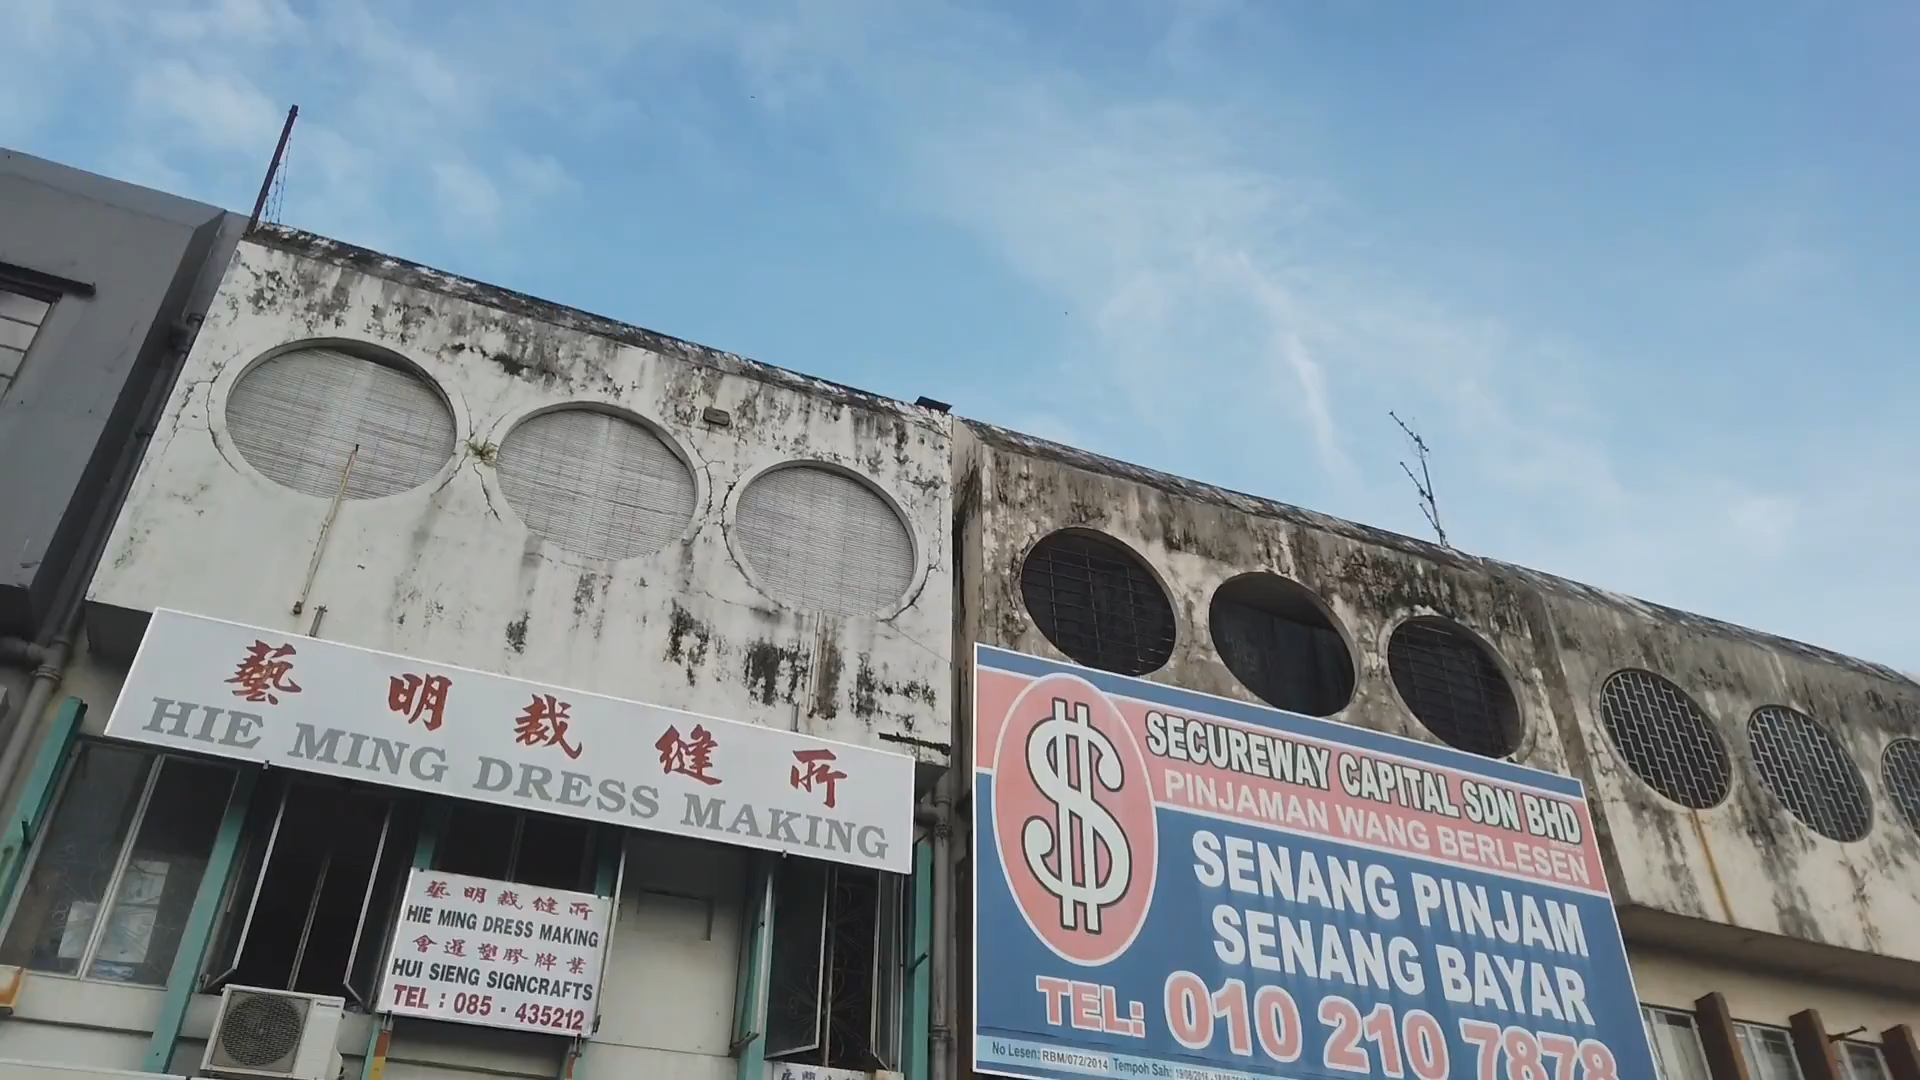 藝明裁縫所
HIE MING DRESS MAKING
藝明裁縫所
HIE MING DRESS MAKING
會暹塑膠牌業
HUI SIENG SIGNCRAFTS
TEL : 085 - 435212
$
SECUREWAY CAPITAL SDN BHD
PINJAMAN WANG BERLESEN
SENANG PINJAM
SENANG BAYAR
TEL: 010 210 7878
No Lesen: RBM/072/2014 Tempoh Sah: